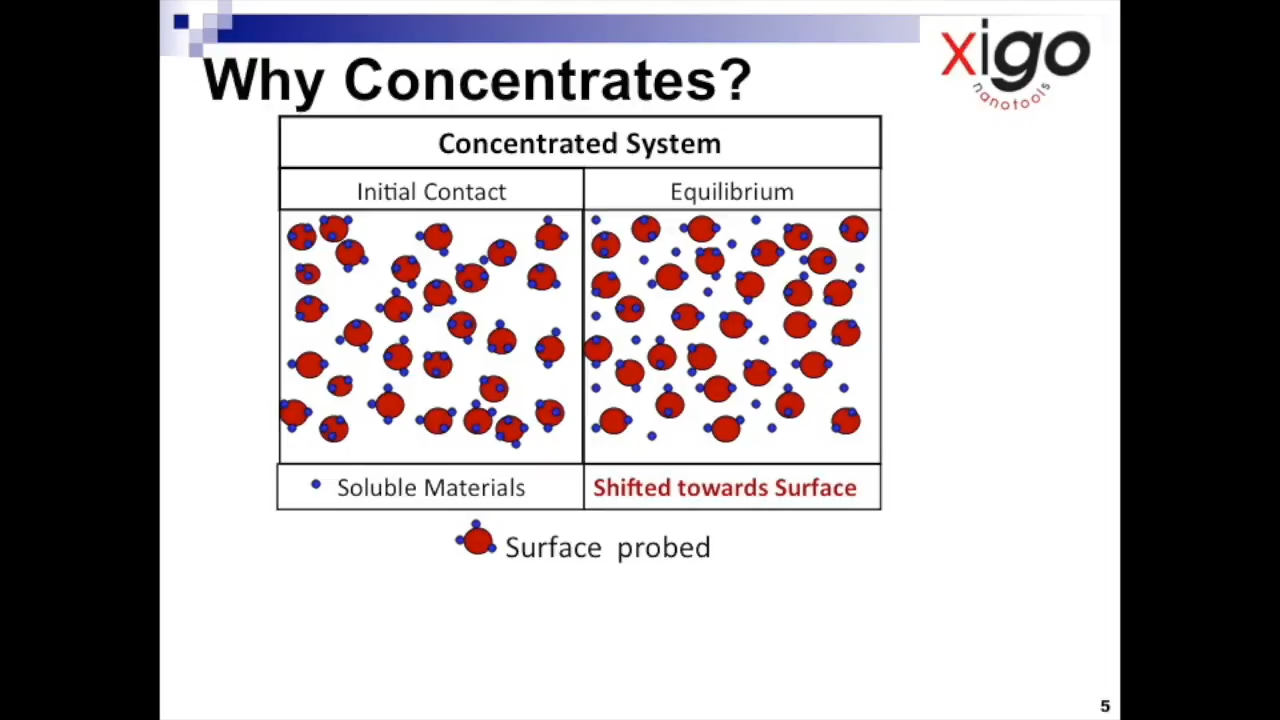 xigo
nanotools
Why Concentrates?
Concentrated System
Initial Contact
Equilibrium
Soluble Materials
Shifted towards Surface
Surface probed
5